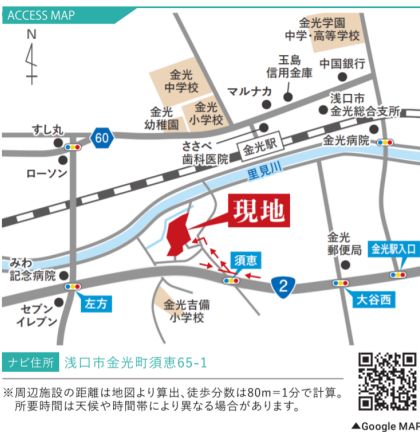 ACCESS MAP
N
金光学園
中学・高等学校
玉島
信用金庫
中国銀行
金光
中学校
マルナカ
浅口市
金光総合支所
金光
幼稚園
金光
小学校
すし丸
60
ささべ
歯科医院
金光駅
金光病院
ローソン
里見川
現地
みわ
記念病院
須恵
金光
郵便局
金光駅入口
セブン
イレブン
左方
金光吉備
小学校
2
大谷西
ナビ住所 浅口市金光町須恵65-1
※周辺施設の距離は地図より算出、徒歩分数は80m=1分で計算。
所要時間は天候や時間帯により異なる場合があります。
▲Google MAP